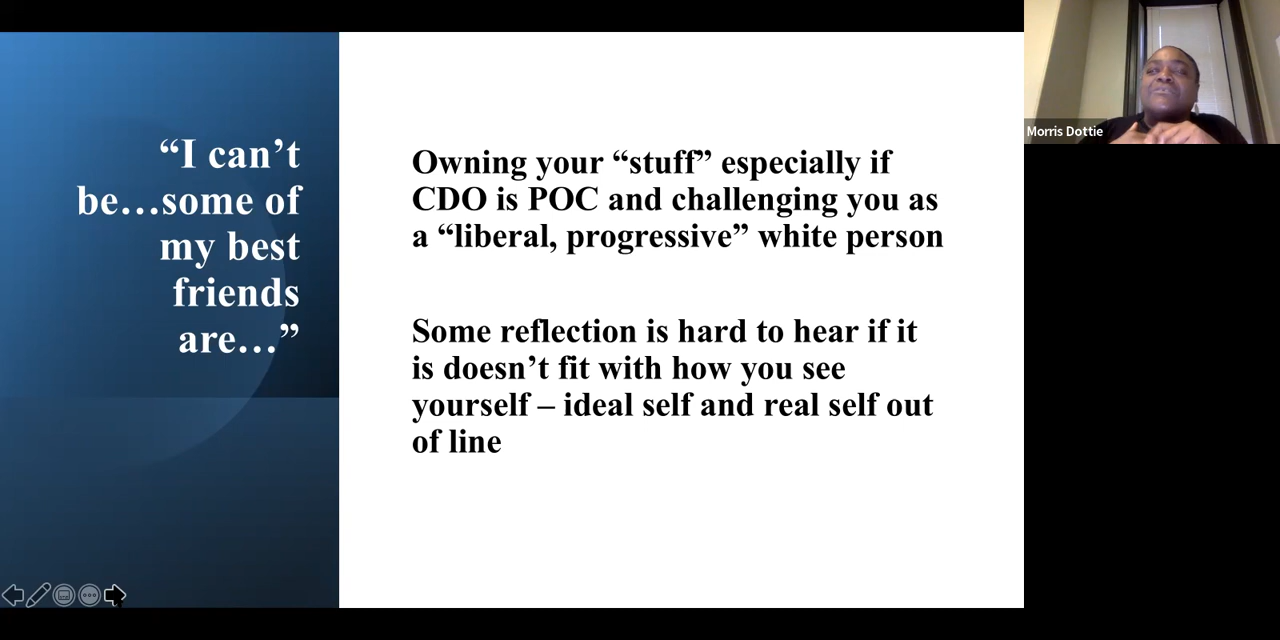 “I can’t
be…some of
my best
friends
are…”
Owning your “stuff” especially if
CDO is POC and challenging you as
a “liberal, progressive” white person
Some reflection is hard to hear if it
is doesn’t fit with how you see
yourself – ideal self and real self out
of line
Morris Dottie